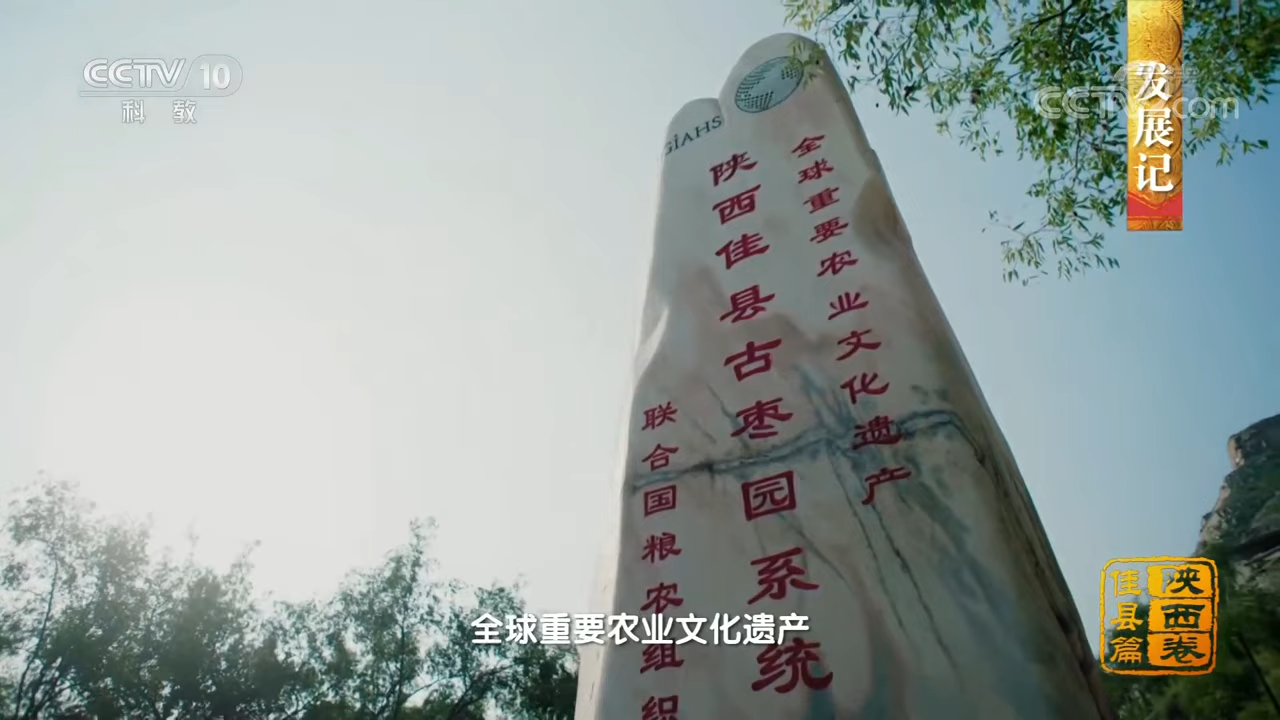 CCTV 10
科教
CCTV.com
发展记
GIAHS
全球重要农业文化遗产
陕西佳县古枣园系统
联合国粮农组织
全球重要农业文化遗产
陕西卷
佳县篇